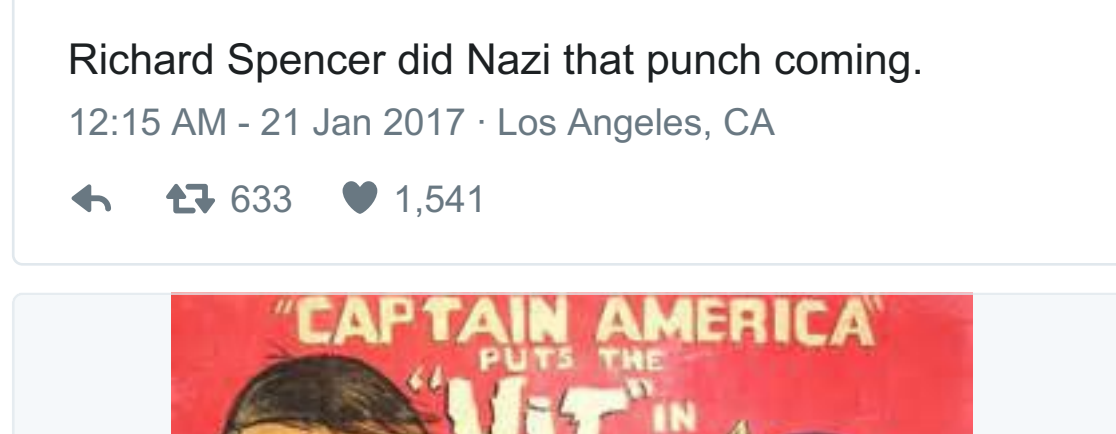 Richard Spencer did Nazi that punch coming.
12:15 AM - 21 Jan 2017 · Los Angeles, CA
633 1,541
"CAPTAIN AMERICA"
PUTS THE
"HiT" IN